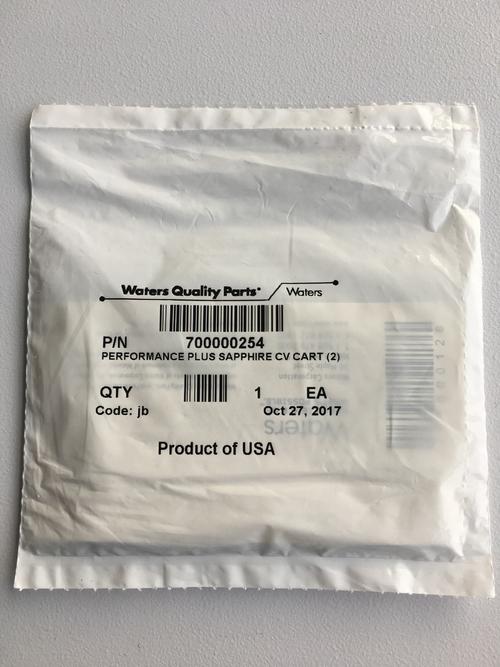 Waters Quality Parts• Waters
P/N 700000254
PERFORMANCE PLUS SAPPHIRE CV CART (2)
QTY 1 EA
Code: jb Oct 27, 2017
Product of USA
Waters